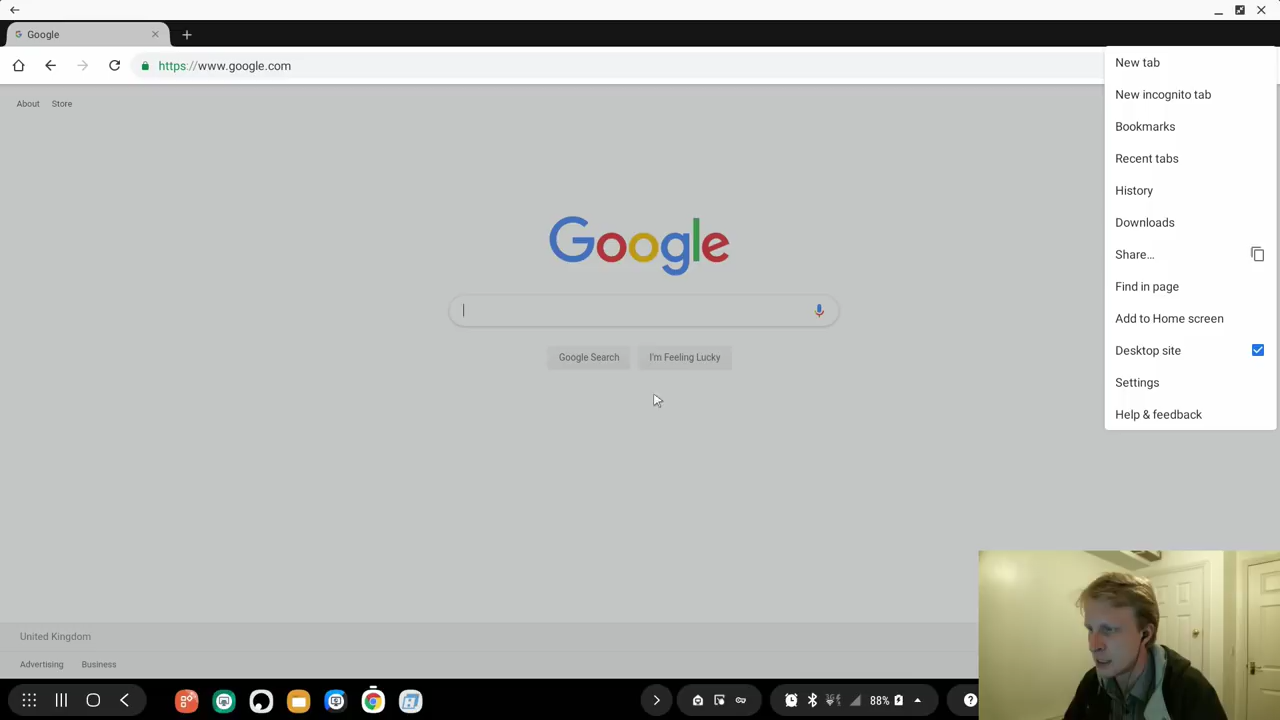 Google
https://www.google.com
About Store
Google
Google Search I'm Feeling Lucky
New tab
New incognito tab
Bookmarks
Recent tabs
History
Downloads
Share...
Find in page
Add to Home screen
Desktop site
Settings
Help & feedback
United Kingdom
Advertising Business
88%